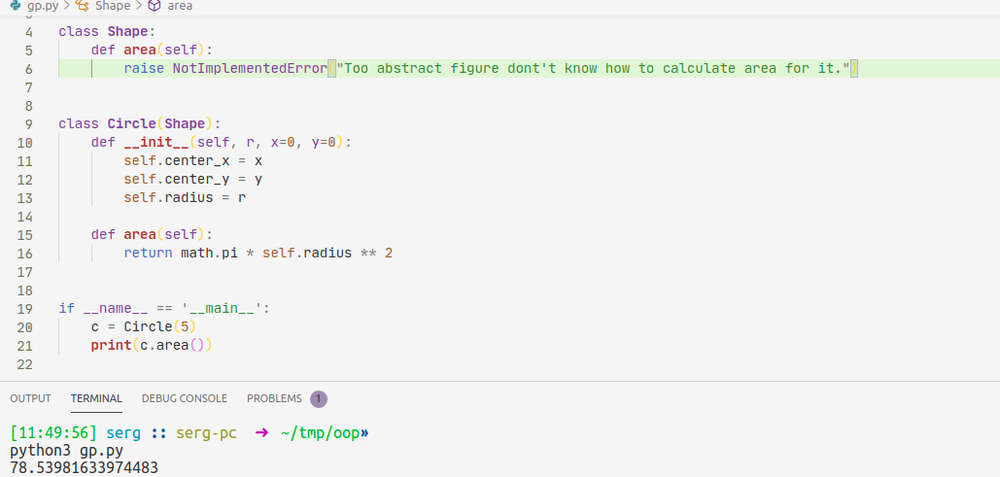 gp.py > Shape > area
4 class Shape:
5     def area(self):
6         raise NotImplementedError("Too abstract figure dont't know how to calculate area for it.")
7
8
9 class Circle(Shape):
10     def __init__(self, r, x=0, y=0):
11         self.center_x = x
12         self.center_y = y
13         self.radius = r
14
15     def area(self):
16         return math.pi * self.radius ** 2
17
18
19 if __name__ == '__main__':
20     c = Circle(5)
21     print(c.area())
22
OUTPUT TERMINAL DEBUG CONSOLE PROBLEMS 1
[11:49:56] serg :: serg-pc ➜ ~/tmp/oop»
python3 gp.py
78.53981633974483